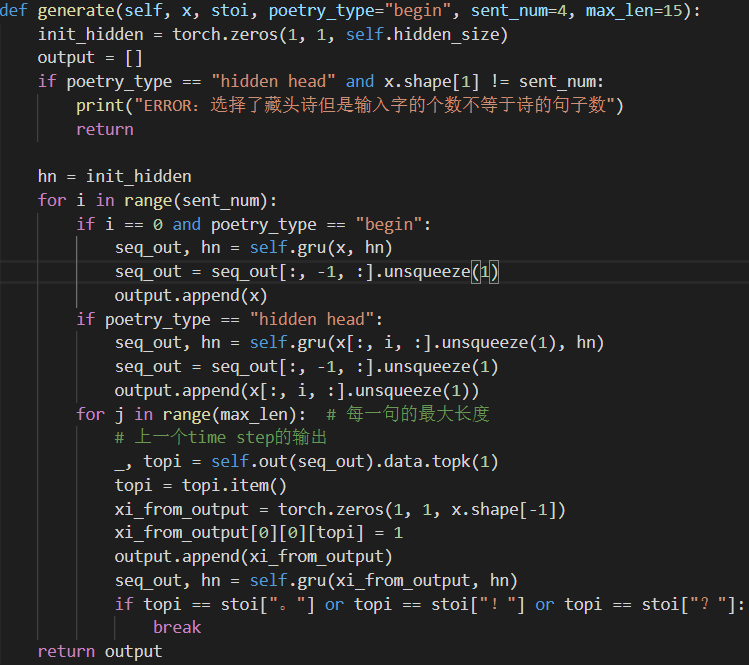 def generate(self, x, stoi, poetry_type="begin", sent_num=4, max_len=15):
    init_hidden = torch.zeros(1, 1, self.hidden_size)
    output = []
    if poetry_type == "hidden head" and x.shape[1] != sent_num:
        print("ERROR：选择了藏头诗但是输入字的个数不等于诗的句子数")
        return

    hn = init_hidden
    for i in range(sent_num):
        if i == 0 and poetry_type == "begin":
            seq_out, hn = self.gru(x, hn)
            seq_out = seq_out[:, -1, :].unsqueeze(1)
            output.append(x)
        if poetry_type == "hidden head":
            seq_out, hn = self.gru(x[:, i, :].unsqueeze(1), hn)
            seq_out = seq_out[:, -1, :].unsqueeze(1)
            output.append(x[:, i, :].unsqueeze(1))
        for j in range(max_len):  # 每一句的最大长度
            # 上一个time step的输出
            _, topi = self.out(seq_out).data.topk(1)
            topi = topi.item()
            xi_from_output = torch.zeros(1, 1, x.shape[-1])
            xi_from_output[0][0][topi] = 1
            output.append(xi_from_output)
            seq_out, hn = self.gru(xi_from_output, hn)
            if topi == stoi["。"] or topi == stoi["！"] or topi == stoi["？"]:
                break
    return output